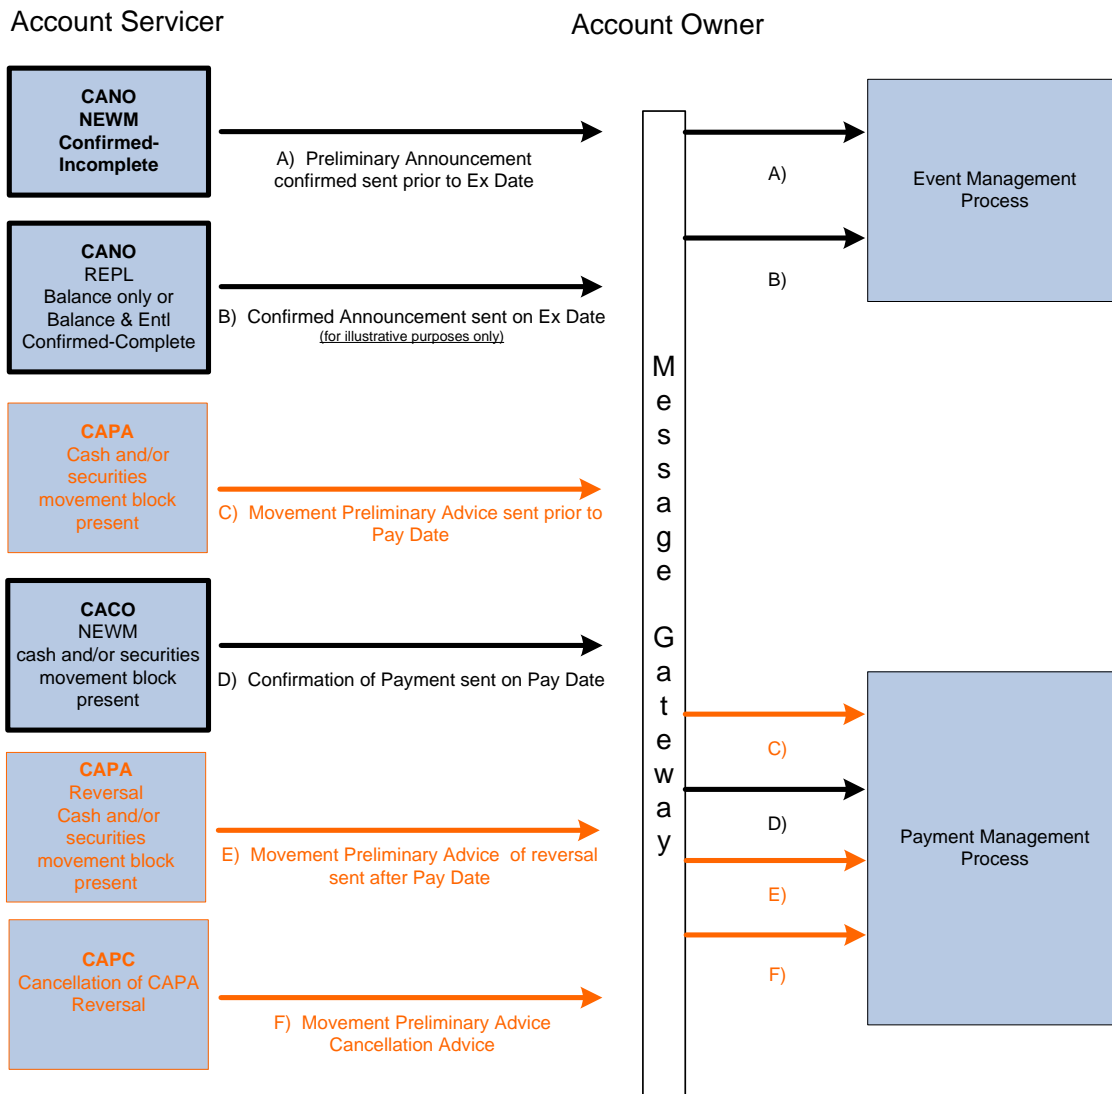 Account Servicer
Account Owner
CANO
NEWM
Confirmed-
Incomplete
A) Preliminary Announcement
confirmed sent prior to Ex Date
A)
Event Management
Process
CANO
REPL
Balance only or
Balance & Entl
Confirmed-Complete
B) Confirmed Announcement sent on Ex Date
(for illustrative purposes only)
B)
Message Gateway
CAPA
Cash and/or
securities
movement block
present
C) Movement Preliminary Advice sent prior to
Pay Date
CACO
NEWM
cash and/or securities
movement block
present
D) Confirmation of Payment sent on Pay Date
C)
D)
Payment Management
Process
CAPA
Reversal
Cash and/or
securities
movement block
present
E) Movement Preliminary Advice of reversal
sent after Pay Date
E)
CAPC
Cancellation of CAPA
Reversal
F) Movement Preliminary Advice
Cancellation Advice
F)